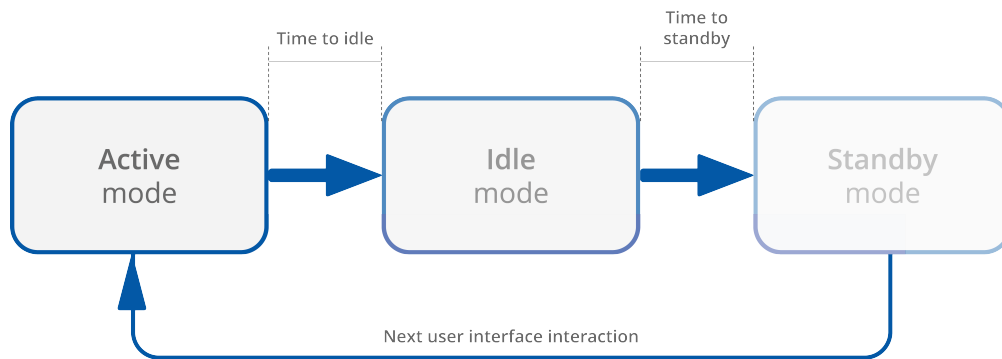 Time to idle
Time to
standby
Active
mode
Idle
mode
Standby
mode
Next user interface interaction